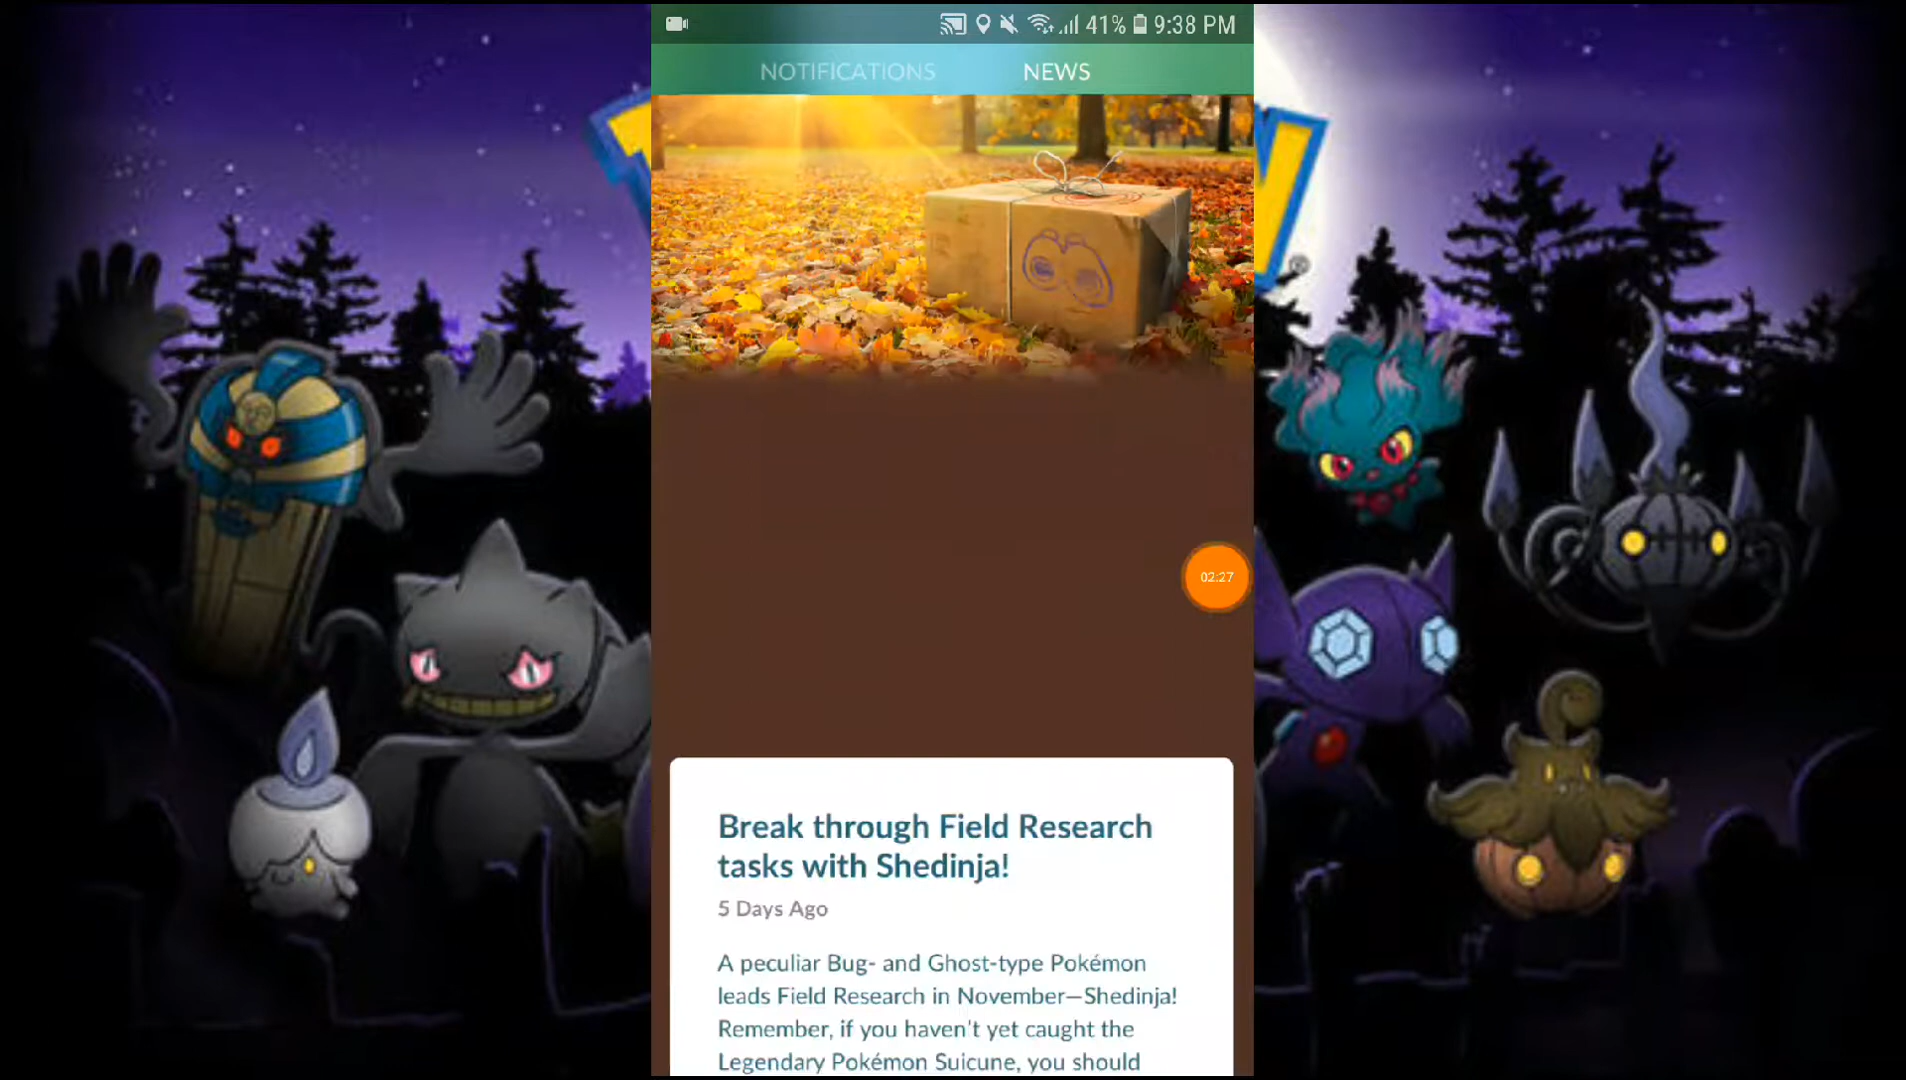 41% 9:38 PM
NOTIFICATIONS NEWS
02:27
Break through Field Research
tasks with Shedinja!
5 Days Ago
A peculiar Bug- and Ghost-type Pokémon
leads Field Research in November—Shedinja!
Remember, if you haven't yet caught the
Legendary Pokémon Suicune, you should